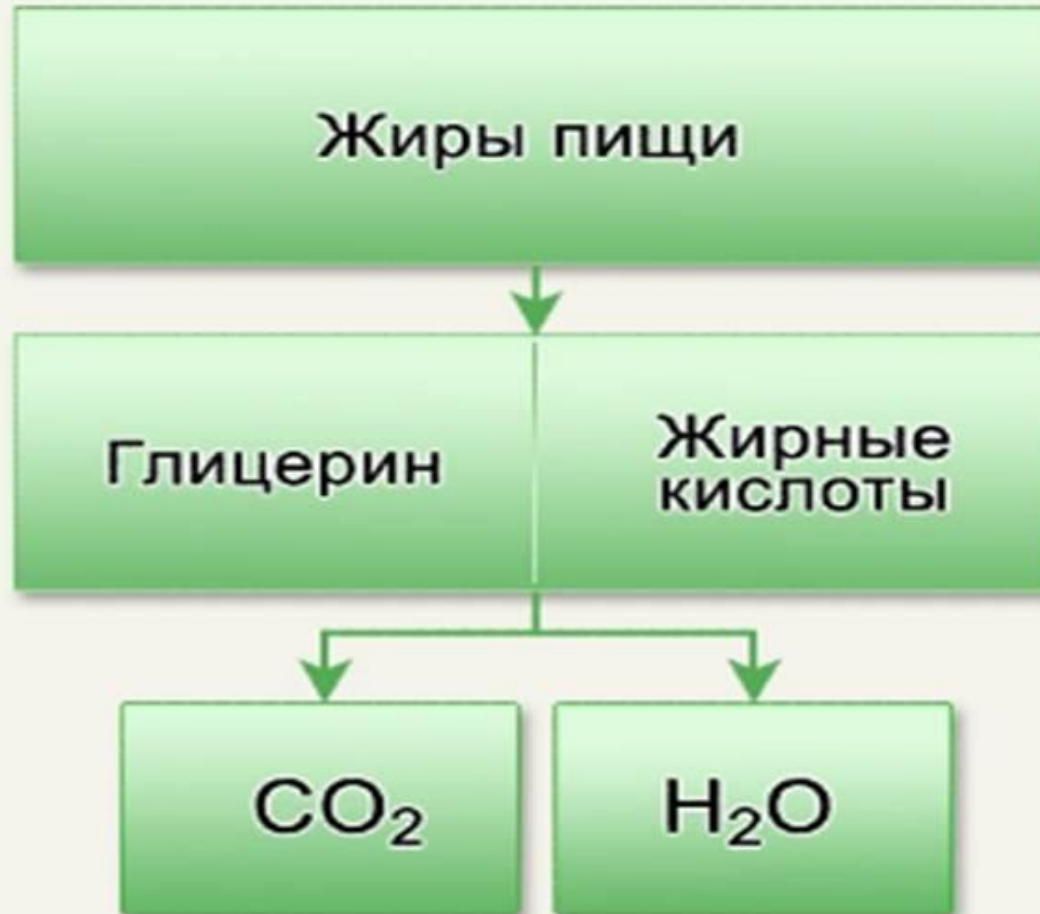 Жиры пищи
Глицерин
Жирные
кислоты
CO₂
H₂O